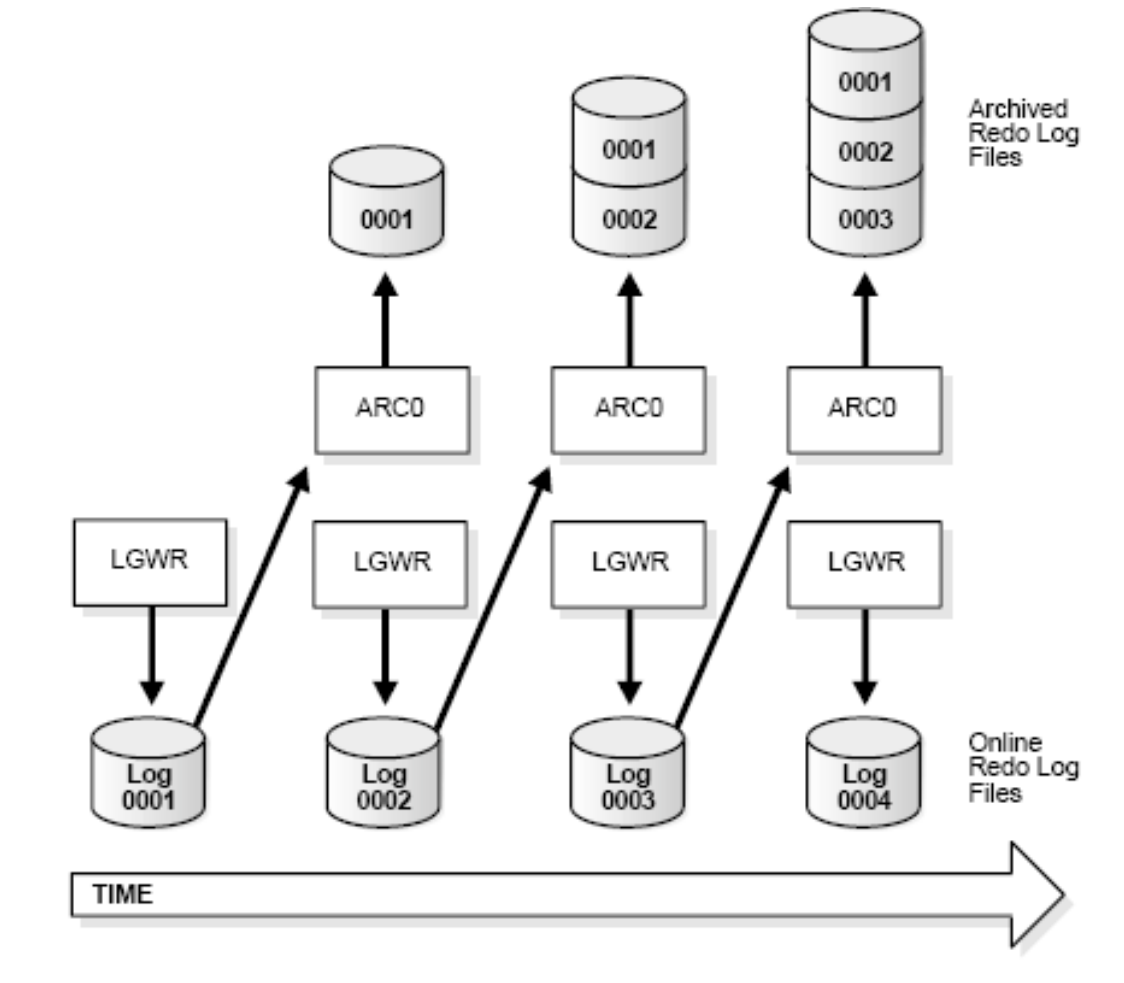 0001
0001
0002
0001
0002
0003
Archived
Redo Log
Files
ARC0
ARC0
ARC0
LGWR
LGWR
LGWR
LGWR
Log
0001
Log
0002
Log
0003
Log
0004
Online
Redo Log
Files
TIME